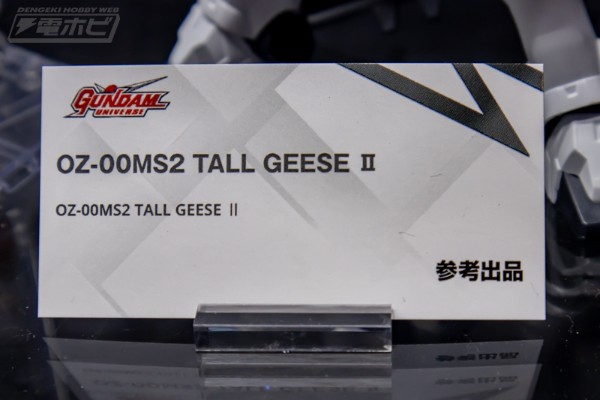 DENGEKI HOBBY WEB
電ホビ
GUNDAM
UNIVERSE
OZ-00MS2 TALL GEESE Ⅱ
OZ-00MS2 TALL GEESE Ⅱ
参考出品